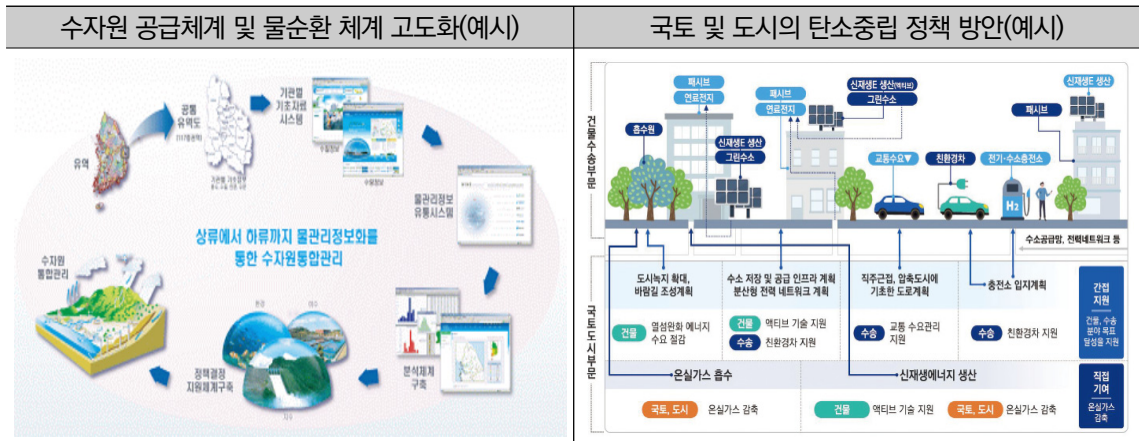 수자원 공급체계 및 물순환 체계 고도화(예시)
국토 및 도시의 탄소중립 정책 방안(예시)
유역
공통
유역도
기관별
기초자료
시스템
수질정보
수문정보
물관리정보
유통시스템
상류에서 하류까지 물관리정보화를
통한 수자원통합관리
분석체계
구축
정책결정
지원체계구축
수자원
통합관리
건물수송부문
흡수원
패시브
연료전지
신재생E 생산
그린수소
패시브
연료전지
신재생E 생산(액티브)
그린수소
교통수요▼
친환경차
전기·수소충전소
패시브
신재생E 생산
H2
수소공급망, 전력네트워크 등
국토도시부문
도시녹지 확대,
바람길 조성계획
수소 저장 및 공급 인프라 계획
분산형 전력 네트워크 계획
직주근접, 압축도시에
기초한 도로계획
충전소 입지계획
간접
지원
건물, 수송
분야 목표
달성을 지원
건물 열섬완화 에너지
수요 절감
건물 액티브 기술 지원
수송 친환경차 지원
수송 교통 수요관리
지원
수송 친환경차 지원
온실가스 흡수
신재생에너지 생산
직접
기여
온실가스
감축
국토, 도시 온실가스 감축
건물 액티브 기술 지원
국토, 도시 온실가스 감축